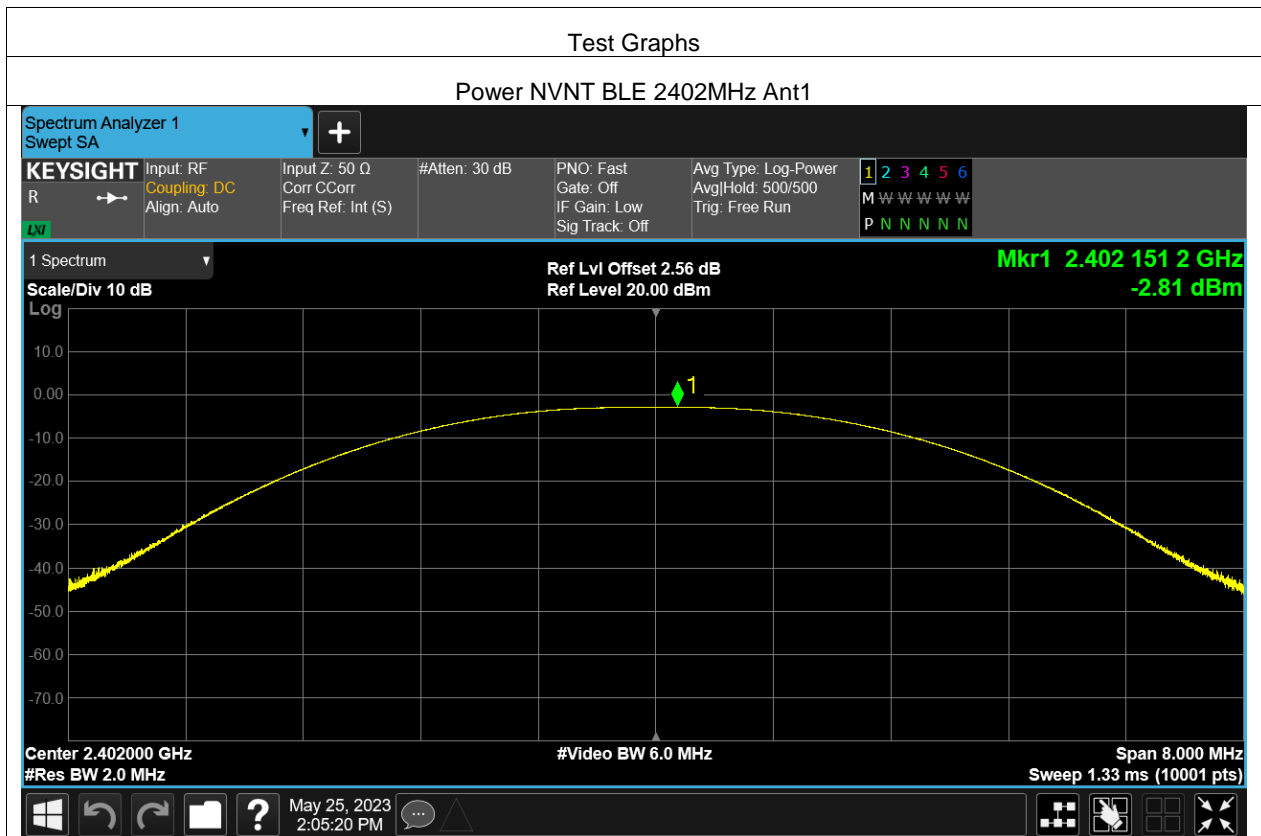 Test Graphs
Power NVNT BLE 2402MHz Ant1
Spectrum Analyzer 1
Swept SA
KEYSIGHT
R
LXI
Input: RF
Coupling: DC
Align: Auto
Input Z: 50 Ω
Corr CCorr
Freq Ref: Int (S)
#Atten: 30 dB
PNO: Fast
Gate: Off
IF Gain: Low
Sig Track: Off
Avg Type: Log-Power
Avg|Hold: 500/500
Trig: Free Run
1 2 3 4 5 6
M W W W W W
P N N N N N
1 Spectrum
Scale/Div 10 dB
Ref Lvl Offset 2.56 dB
Ref Level 20.00 dBm
Mkr1 2.402 151 2 GHz
-2.81 dBm
Log
10.0
0.00
-10.0
-20.0
-30.0
-40.0
-50.0
-60.0
-70.0
1
Center 2.402000 GHz
#Res BW 2.0 MHz
#Video BW 6.0 MHz
Span 8.000 MHz
Sweep 1.33 ms (10001 pts)
?
May 25, 2023
2:05:20 PM